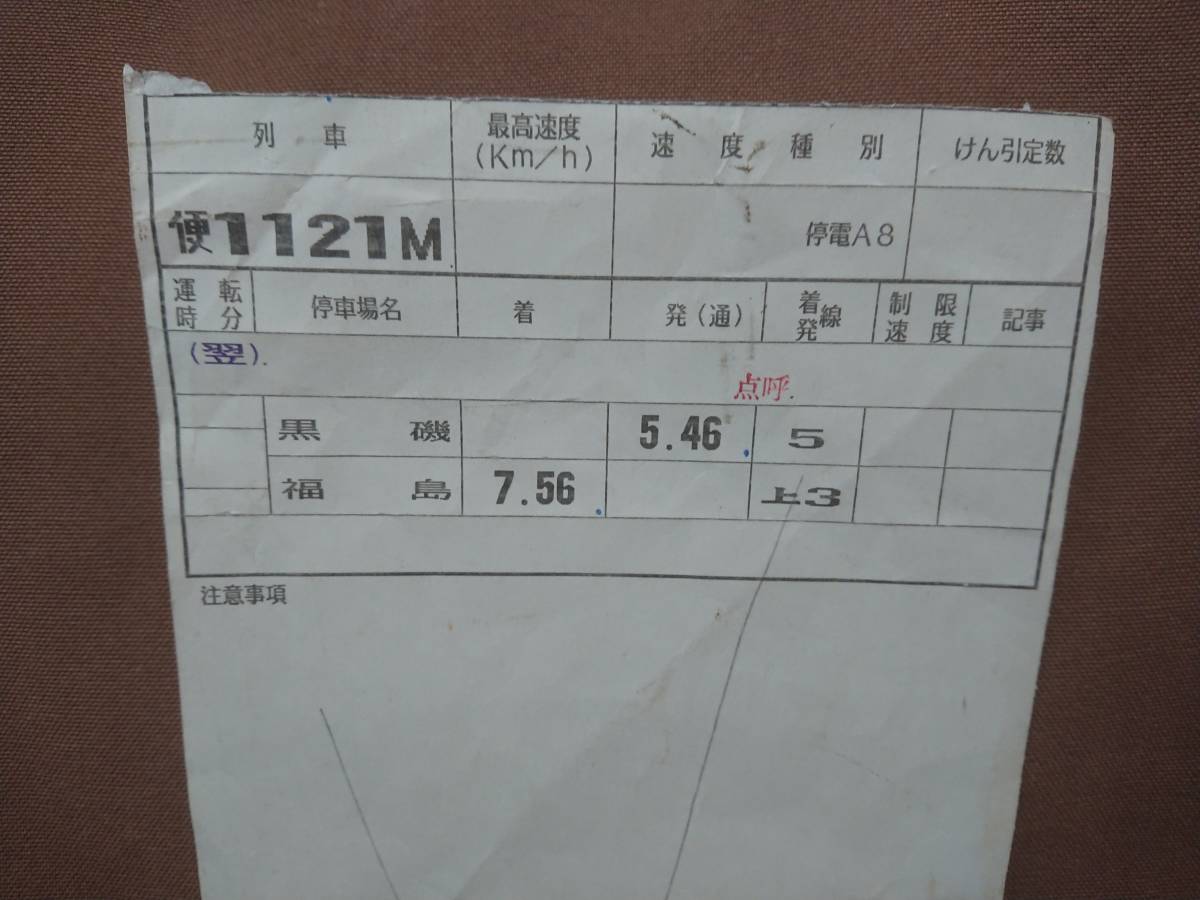 列車 最高速度 (Km/h) 速度種別 けん引定数
便1121M 停電A8
運転時分 停車場名 着 発(通) 着発線 制限速度 記事
(翌).
点呼.
黒磯 5.46 5
福島 7.56 上3
注意事項